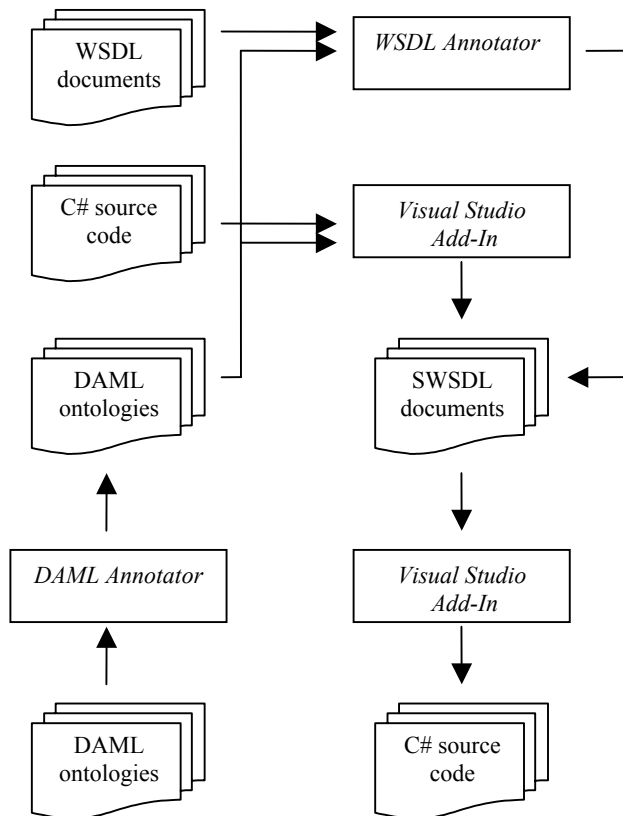 WSDL
documents
WSDL Annotator
C# source
code
Visual Studio
Add-In
DAML
ontologies
SWSDL
documents
DAML Annotator
Visual Studio
Add-In
DAML
ontologies
C# source
code